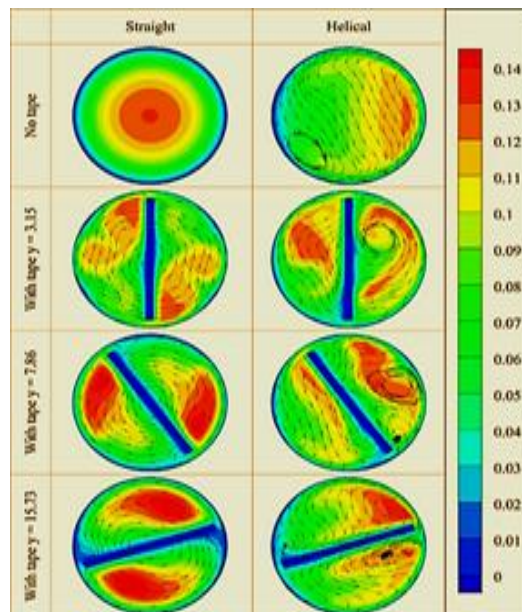 Straight
Helical
No tape
With tape y = 3.15
With tape y = 7.86
With tape y = 15.73
0.14
0.13
0.12
0.11
0.1
0.09
0.08
0.07
0.06
0.05
0.04
0.03
0.02
0.01
0